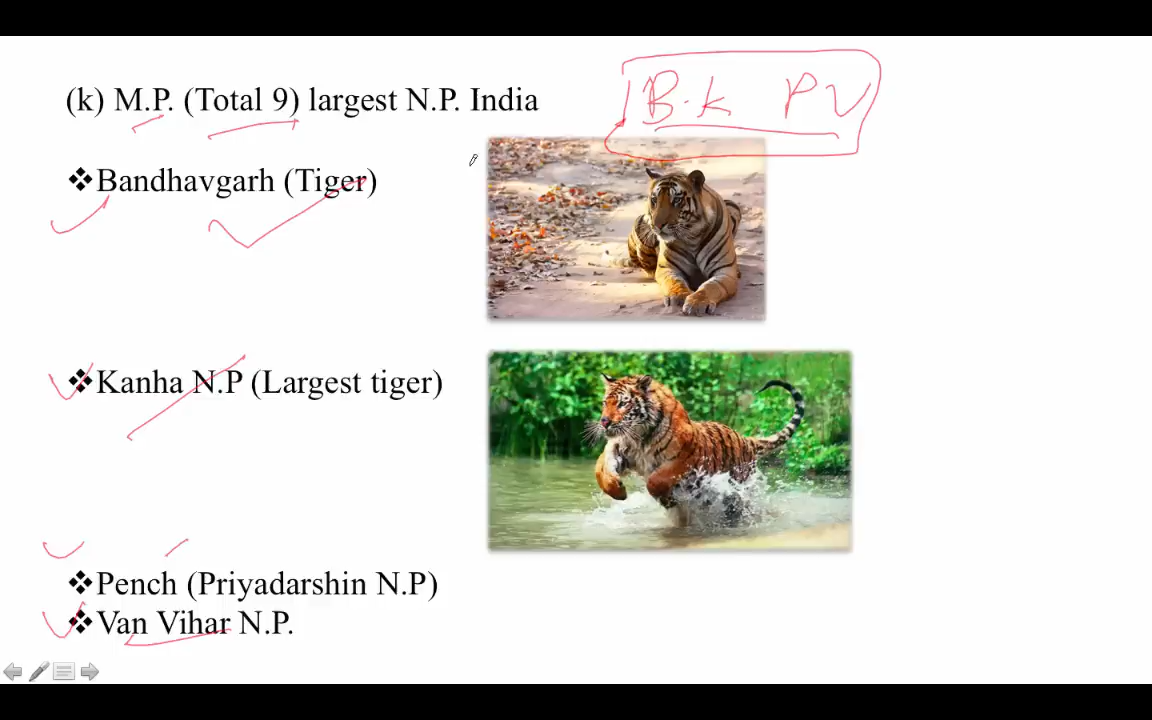 (k) M.P. (Total 9) largest N.P. India
B.K PV
❖Bandhavgarh (Tiger)
❖Kanha N.P (Largest tiger)
❖Pench (Priyadarshin N.P)
❖Van Vihar N.P.